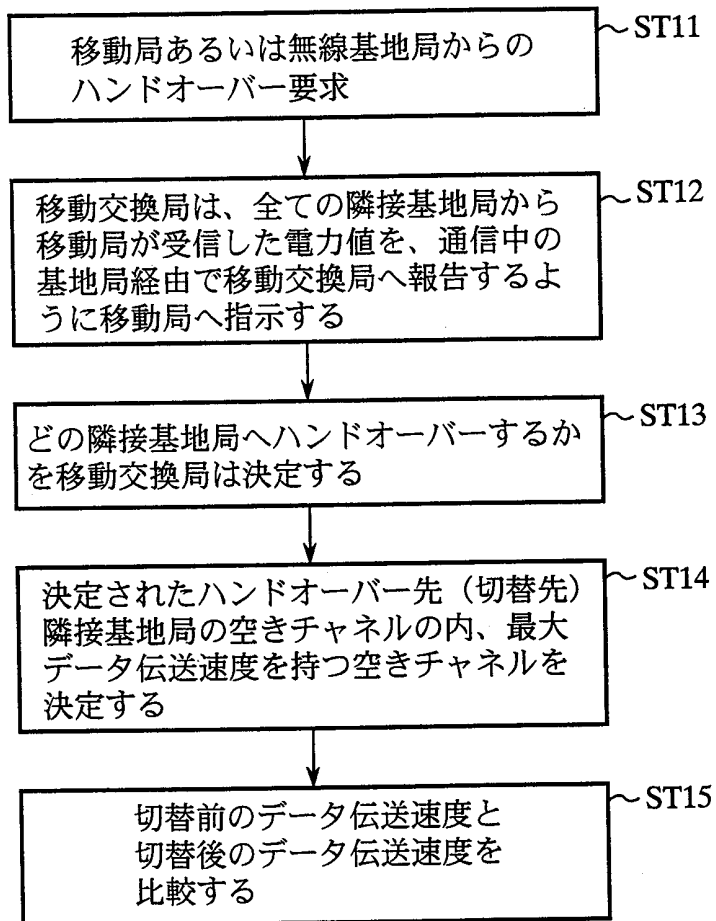 移動局あるいは無線基地局からの
ハンドオーバー要求
ST11
移動交換局は、全ての隣接基地局から
移動局が受信した電力値を、通信中の
基地局経由で移動交換局へ報告するよ
うに移動局へ指示する
ST12
どの隣接基地局へハンドオーバーするか
を移動交換局は決定する
ST13
決定されたハンドオーバー先（切替先）
隣接基地局の空きチャネルの内、最大
データ伝送速度を持つ空きチャネルを
決定する
ST14
切替前のデータ伝送速度と
切替後のデータ伝送速度を
比較する
ST15